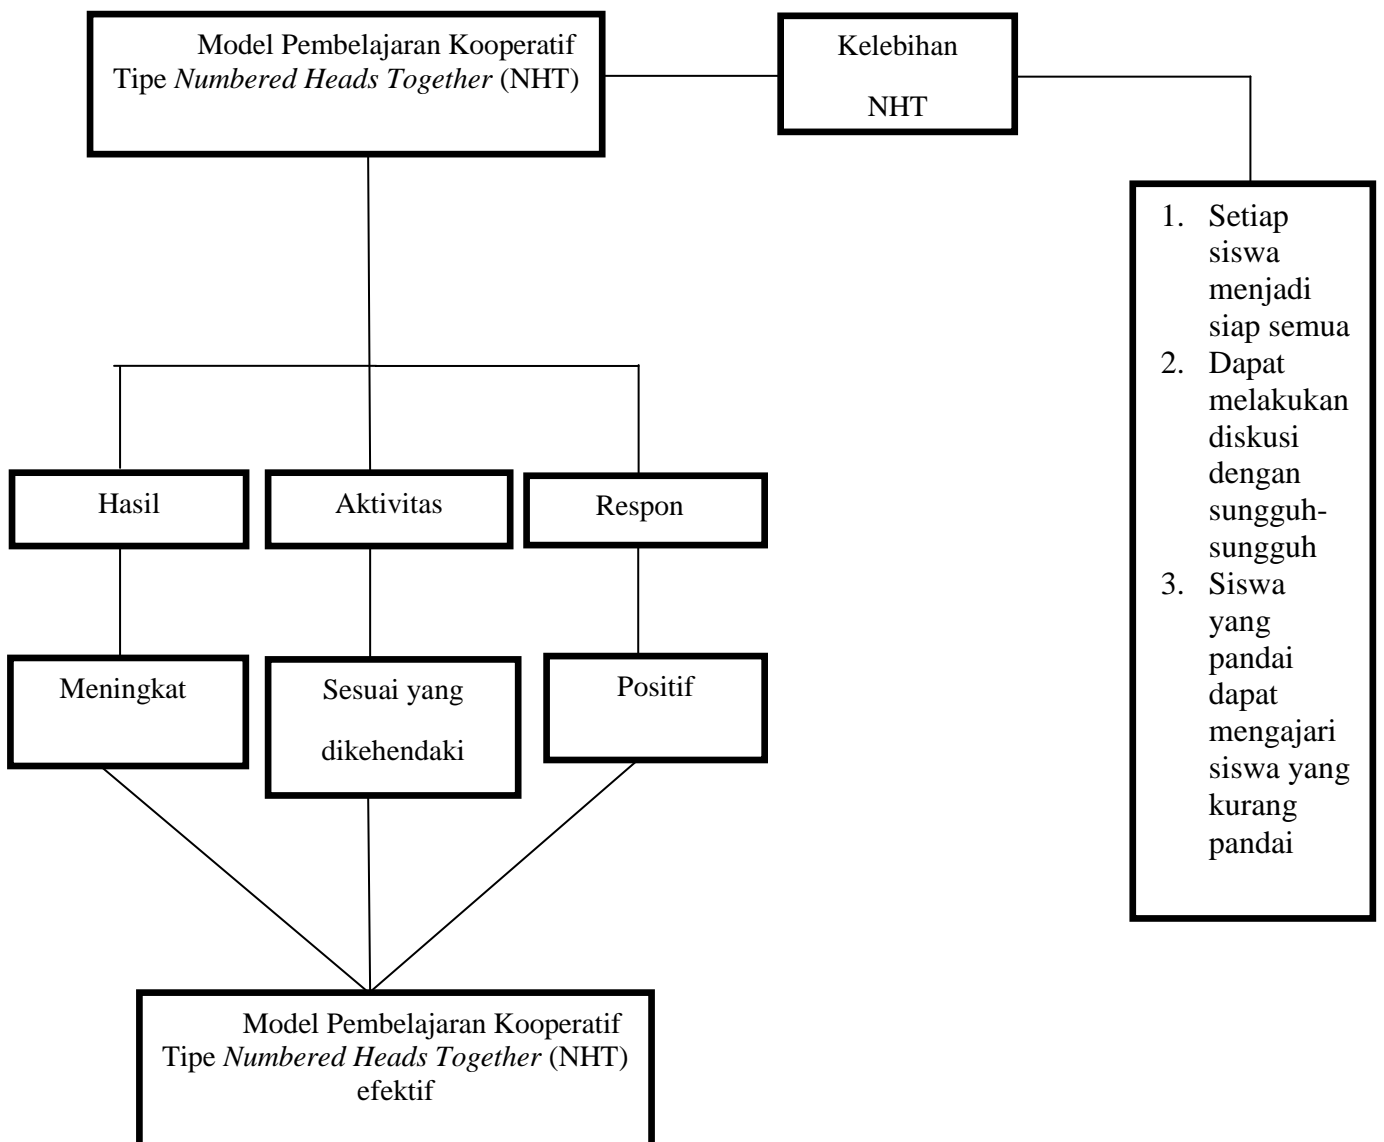 Model Pembelajaran Kooperatif
Tipe Numbered Heads Together (NHT)
Kelebihan
NHT
1. Setiap
siswa
menjadi
siap semua
2. Dapat
melakukan
diskusi
dengan
sungguh-
sungguh
3. Siswa
yang
pandai
dapat
mengajari
siswa yang
kurang
pandai
Hasil
Aktivitas
Respon
Meningkat
Sesuai yang
dikehendaki
Positif
Model Pembelajaran Kooperatif
Tipe Numbered Heads Together (NHT)
efektif